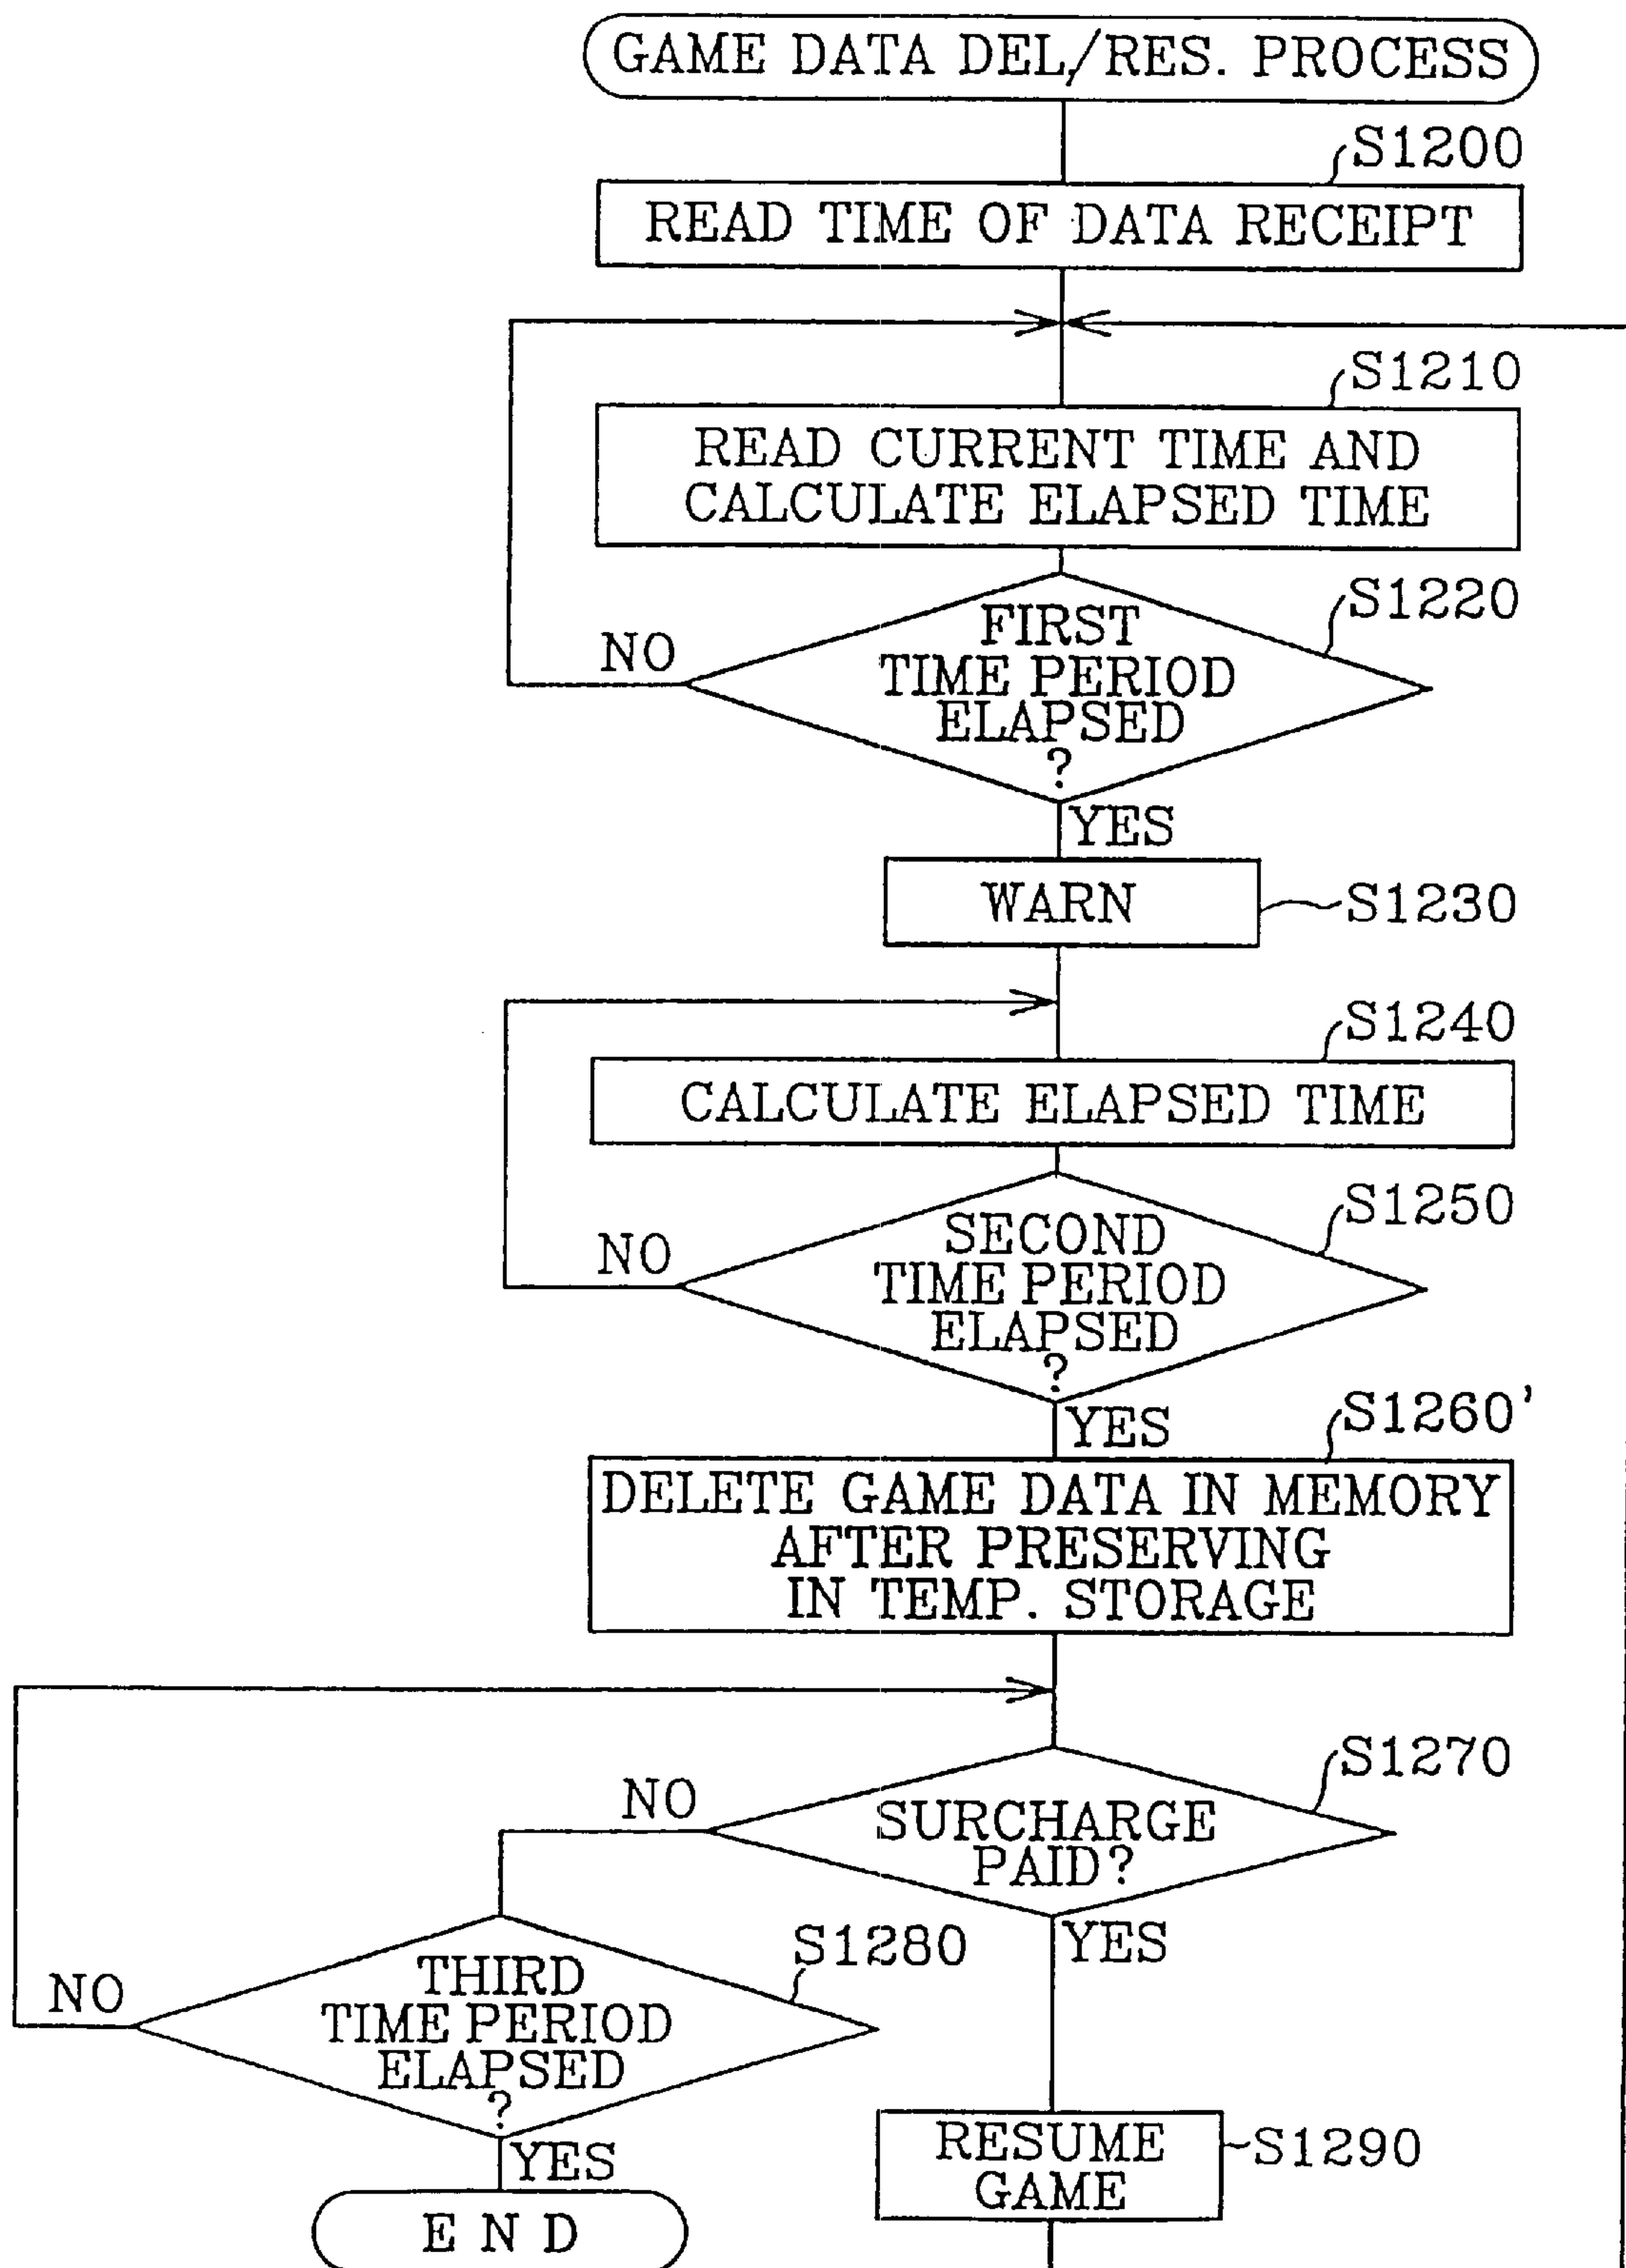 GAME DATA DEL/RES. PROCESS
S1200
READ TIME OF DATA RECEIPT
S1210
READ CURRENT TIME AND
CALCULATE ELAPSED TIME
S1220
FIRST
TIME PERIOD
ELAPSED
?
NO
YES
WARN
S1230
S1240
CALCULATE ELAPSED TIME
S1250
SECOND
TIME PERIOD
ELAPSED
?
NO
YES
S1260'
DELETE GAME DATA IN MEMORY
AFTER PRESERVING
IN TEMP. STORAGE
S1270
SURCHARGE
PAID?
NO
YES
S1280
THIRD
TIME PERIOD
ELAPSED
?
NO
YES
RESUME
GAME
S1290
END